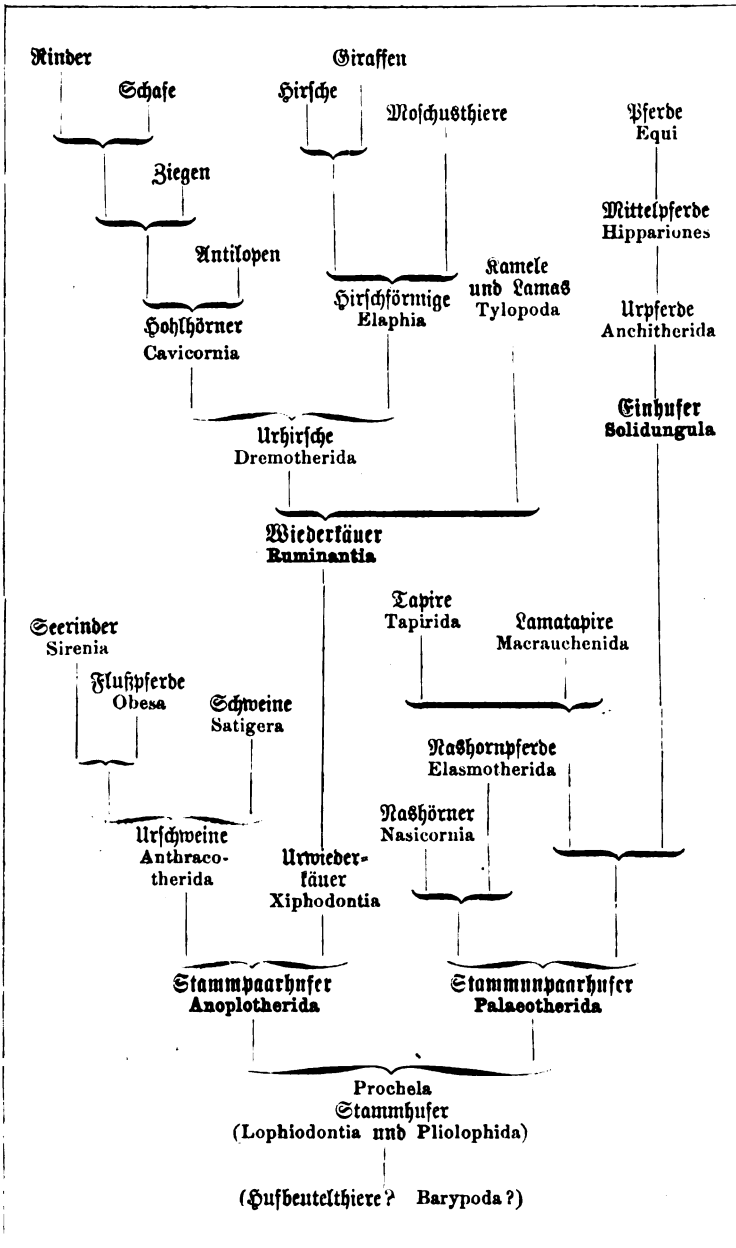 Rinder
Giraffen
Schafe
Hirsche
Moschusthiere
Pferde
Equi
Ziegen
Mittelpferde
Hippariones
Antilopen
Kamele
und Lamas
Tylopoda
Hirschförmige
Elaphia
Urpferde
Anchitherida
Hohlhörner
Cavicornia
Einhufer
Solidungula
Urhirsche
Dremotherida
Wiederkäuer
Ruminantia
Tapire
Tapirida
Lamatapire
Macrauchenida
Seerinder
Sirenia
Flußpferde
Obesa
Schweine
Satigera
Nashornpferde
Elasmotherida
Nashörner
Nasicornia
Urschweine
Anthraco-
therida
Urwieder-
käuer
Xiphodontia
Stammpaarhufer
Anoplotherida
Stammunpaarhufer
Palaeotherida
Prochela
Stammhufer
(Lophiodontia und Pliolophida)
(Hufbeutelthiere? Barypoda?)